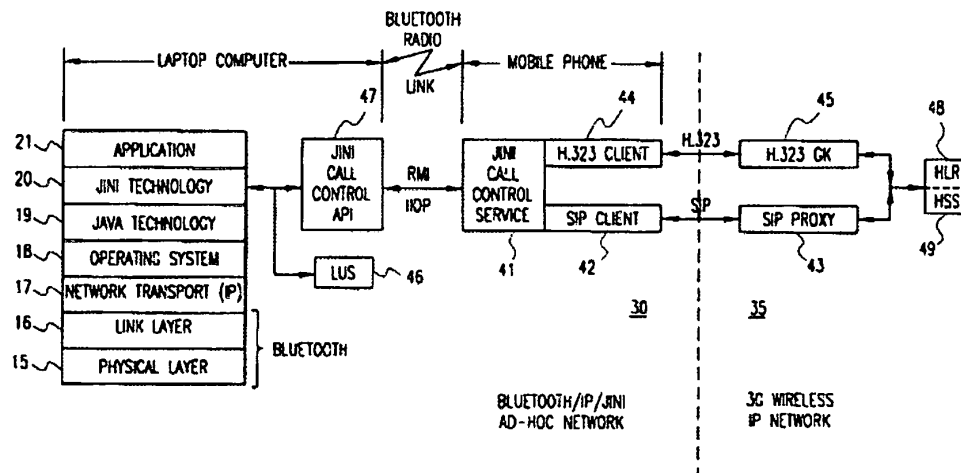 BLUETOOTH
RADIO
LINK
LAPTOP COMPUTER
MOBILE PHONE
47
44
45
48
21
APPLICATION
20
JINI TECHNOLOGY
19
JAVA TECHNOLOGY
18
OPERATING SYSTEM
17
NETWORK TRANSPORT (IP)
16
LINK LAYER
15
PHYSICAL LAYER
BLUETOOTH
JINI
CALL
CONTROL
API
LUS
46
RMI
IIOP
JINI
CALL
CONTROL
SERVICE
41
H.323 CLIENT
SIP CLIENT
42
H.323
SIP
H.323 GK
SIP PROXY
43
HLR
HSS
49
30
35
BLUETOOTH/IP/JINI
AD-HOC NETWORK
3G WIRELESS
IP NETWORK